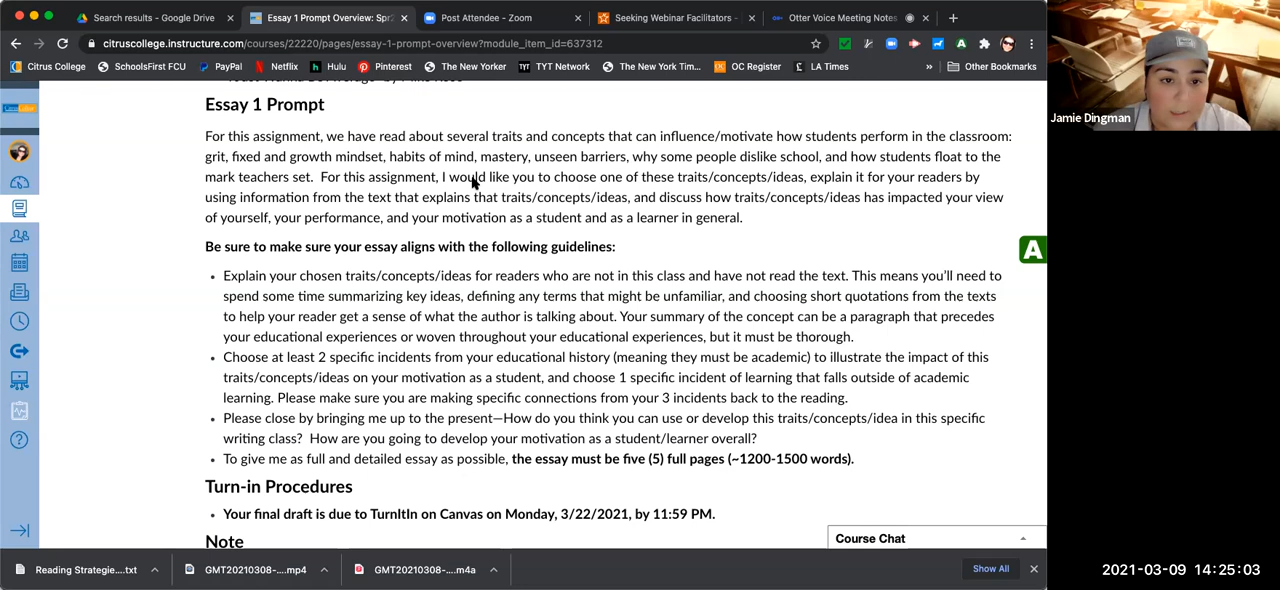 Search results - Google Drive
Essay 1 Prompt Overview: Spr2
Post Attendee - Zoom
Seeking Webinar Facilitators -
Otter Voice Meeting Notes
citruscollege.instructure.com/courses/22220/pages/essay-1-prompt-overview?module_item_id=637312
Citrus College
SchoolsFirst FCU
PayPal
Netflix
Hulu
Pinterest
The New Yorker
TYT Network
The New York Tim...
OC Register
LA Times
»
Other Bookmarks
Jamie Dingman
Essay 1 Prompt
For this assignment, we have read about several traits and concepts that can influence/motivate how students perform in the classroom:
grit, fixed and growth mindset, habits of mind, mastery, unseen barriers, why some people dislike school, and how students float to the
mark teachers set. For this assignment, I would like you to choose one of these traits/concepts/ideas, explain it for your readers by
using information from the text that explains that traits/concepts/ideas, and discuss how traits/concepts/ideas has impacted your view
of yourself, your performance, and your motivation as a student and as a learner in general.
Be sure to make sure your essay aligns with the following guidelines:
• Explain your chosen traits/concepts/ideas for readers who are not in this class and have not read the text. This means you'll need to
spend some time summarizing key ideas, defining any terms that might be unfamiliar, and choosing short quotations from the texts
to help your reader get a sense of what the author is talking about. Your summary of the concept can be a paragraph that precedes
your educational experiences or woven throughout your educational experiences, but it must be thorough.
• Choose at least 2 specific incidents from your educational history (meaning they must be academic) to illustrate the impact of this
traits/concepts/ideas on your motivation as a student, and choose 1 specific incident of learning that falls outside of academic
learning. Please make sure you are making specific connections from your 3 incidents back to the reading.
• Please close by bringing me up to the present—How do you think you can use or develop this traits/concepts/idea in this specific
writing class? How are you going to develop your motivation as a student/learner overall?
• To give me as full and detailed essay as possible, the essay must be five (5) full pages (~1200-1500 words).
Turn-in Procedures
• Your final draft is due to TurnItIn on Canvas on Monday, 3/22/2021, by 11:59 PM.
Note
Course Chat
Reading Strategie....txt
GMT20210308-....mp4
GMT20210308-....m4a
Show All
2021-03-09 14:25:03